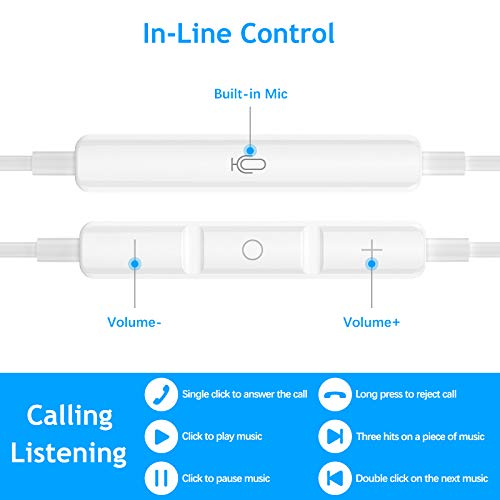 In-Line Control
Built-in Mic
Volume-
Volume+
Calling
Listening
Single click to answer the call
Long press to reject call
Click to play music
Three hits on a piece of music
Click to pause music
Double click on the next music